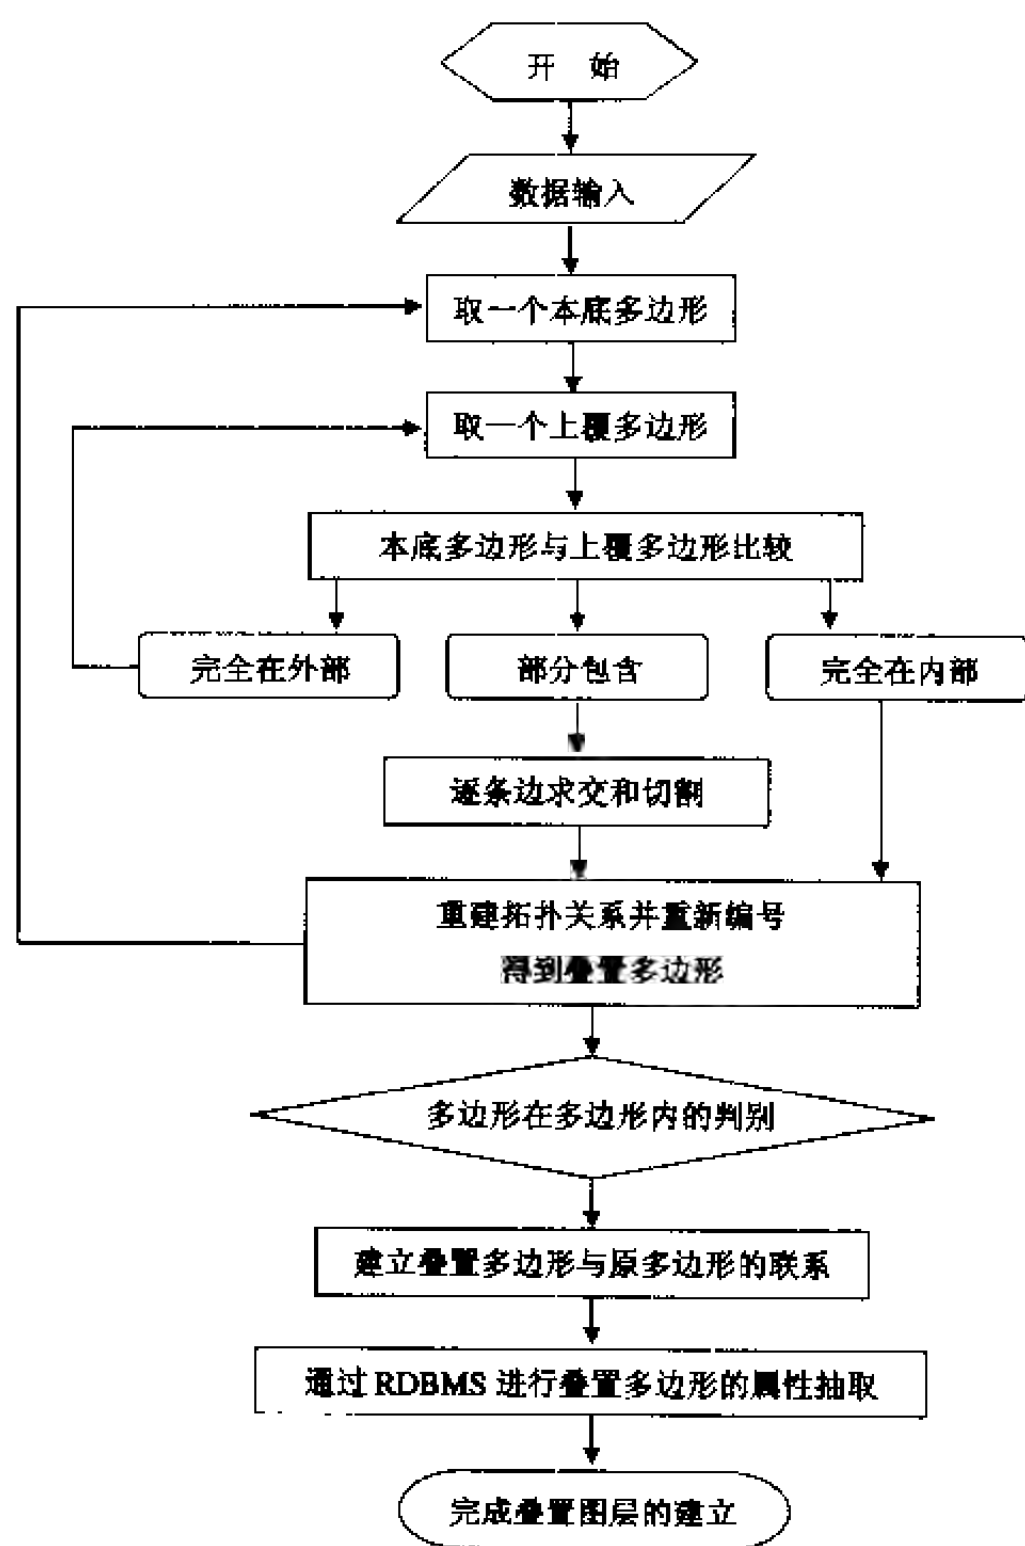 开 始
数据输入
取一个本底多边形
取一个上覆多边形
本底多边形与上覆多边形比较
完全在外部
部分包含
完全在内部
逐条边求交和切割
重建拓扑关系并重新编号
得到叠置多边形
多边形在多边形内的判别
建立叠置多边形与原多边形的联系
通过 RDBMS 进行叠置多边形的属性抽取
完成叠置图层的建立